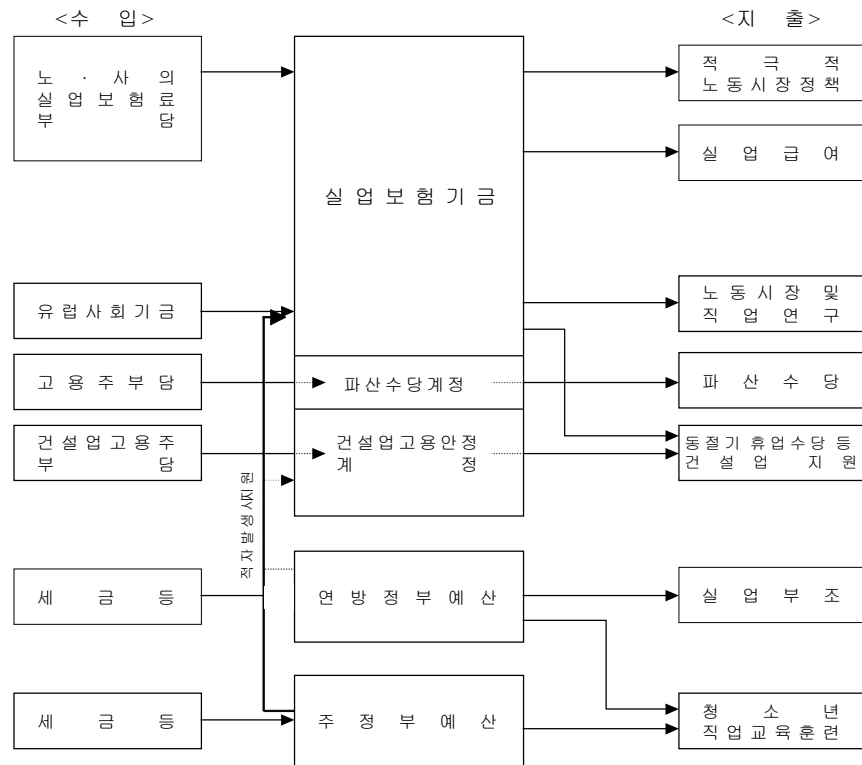 <수 입>
<지 출>
노 · 사 의
실 업 보 험 료
부 담
실 업 보 험 기 금
적 극 적
노 동 시 장 정 책
실 업 급 여
유 럽 사 회 기 금
노 동 시 장 및
직 업 연 구
고 용 주 부 담
파 산 수 당 계 정
파 산 수 당
건 설 업 고 용 주
부 담
건 설 업 고 용 안 정
계 정
동 절 기 휴 업 수 당 등
건 설 업 지 원
적 자 발 생 시 지 원
세 금 등
연 방 정 부 예 산
실 업 부 조
세 금 등
주 정 부 예 산
청 소 년
직 업 교 육 훈 련